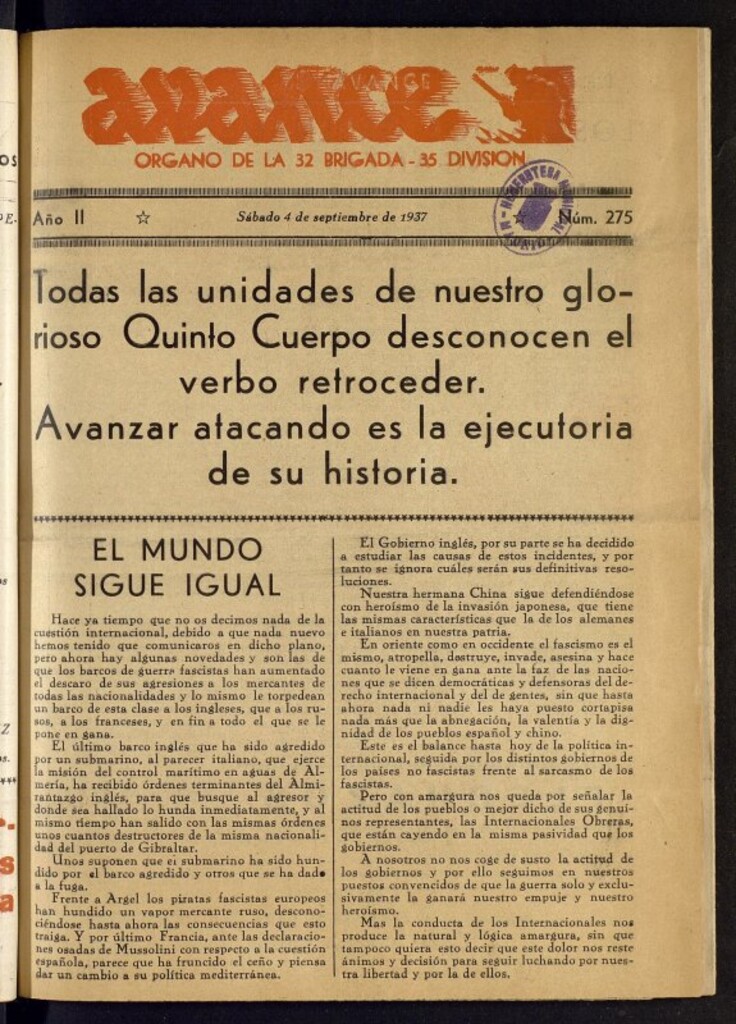 avance
ORGANO DE LA 32 BRIGADA - 35 DIVISION
Año II ☆ Sábado 4 de septiembre de 1937 Núm. 275
HEMEROTECA MUNICIPAL
MADRID
Todas las unidades de nuestro glo-
rioso Quinto Cuerpo desconocen el
verbo retroceder.
Avanzar atacando es la ejecutoria
de su historia.
EL MUNDO
SIGUE IGUAL
Hace ya tiempo que no os decimos nada de la
cuestión internacional, debido a que nada nuevo
hemos tenido que comunicaros en dicho plano,
pero ahora hay algunas novedades y son las de
que los barcos de guerra fascistas han aumentado
el descaro de sus agresiones a los mercantes de
todas las nacionalidades y lo mismo le torpedean
un barco de esta clase a los ingleses, que a los ru-
sos, a los franceses, y en fin a todo el que se le
pone en gana.
El último barco inglés que ha sido agredido
por un submarino, al parecer italiano, que ejerce
la misión del control marítimo en aguas de Al-
mería, ha recibido órdenes terminantes del Almi-
rantazgo inglés, para que busque al agresor y
donde sea hallado lo hunda inmediatamente, y al
mismo tiempo han salido con las mismas órdenes
unos cuantos destructores de la misma nacionali-
dad del puerto de Gibraltar.
Unos suponen que el submarino ha sido hun-
dido por el barco agredido y otros que se ha dado
a la fuga.
Frente a Argel los piratas fascistas europeos
han hundido un vapor mercante ruso, descono-
ciéndose hasta ahora las consecuencias que esto
traiga. Y por último Francia, ante las declaracio-
nes osadas de Mussolini con respecto a la cuestión
española, parece que ha fruncido el ceño y piensa
dar un cambio a su política mediterránea.
El Gobierno inglés, por su parte se ha decidido
a estudiar las causas de estos incidentes, y por
tanto se ignora cuáles serán sus definitivas reso-
luciones.
Nuestra hermana China sigue defendiéndose
con heroísmo de la invasión japonesa, que tiene
las mismas características que la de los alemanes
e italianos en nuestra patria.
En oriente como en occidente el fascismo es el
mismo, atropella, destruye, invade, asesina y hace
cuanto le viene en gana ante la faz de las nacio-
nes que se dicen democráticas y defensoras del de-
recho internacional y del de gentes, sin que hasta
ahora nada ni nadie les haya puesto cortapisa
nada más que la abnegación, la valentía y la dig-
nidad de los pueblos español y chino.
Este es el balance hasta hoy de la política in-
ternacional, seguida por los distintos gobiernos de
los países no fascistas frente al sarcasmo de los
fascistas.
Pero con amargura nos queda por señalar la
actitud de los pueblos o mejor dicho de sus genuí-
nos representantes, las Internacionales Obreras,
que están cayendo en la misma pasividad que los
gobiernos.
A nosotros no nos coge de susto la actitud de
los gobiernos y por ello seguimos en nuestros
puestos convencidos de que la guerra solo y exclu-
sivamente la ganará nuestro empuje y nuestro
heroísmo.
Mas la conducta de los Internacionales nos
produce la natural y lógica amargura, sin que
tampoco quiera esto decir que este dolor nos reste
ánimos y decisión para seguir luchando por nues-
tra libertad y por la de ellos.